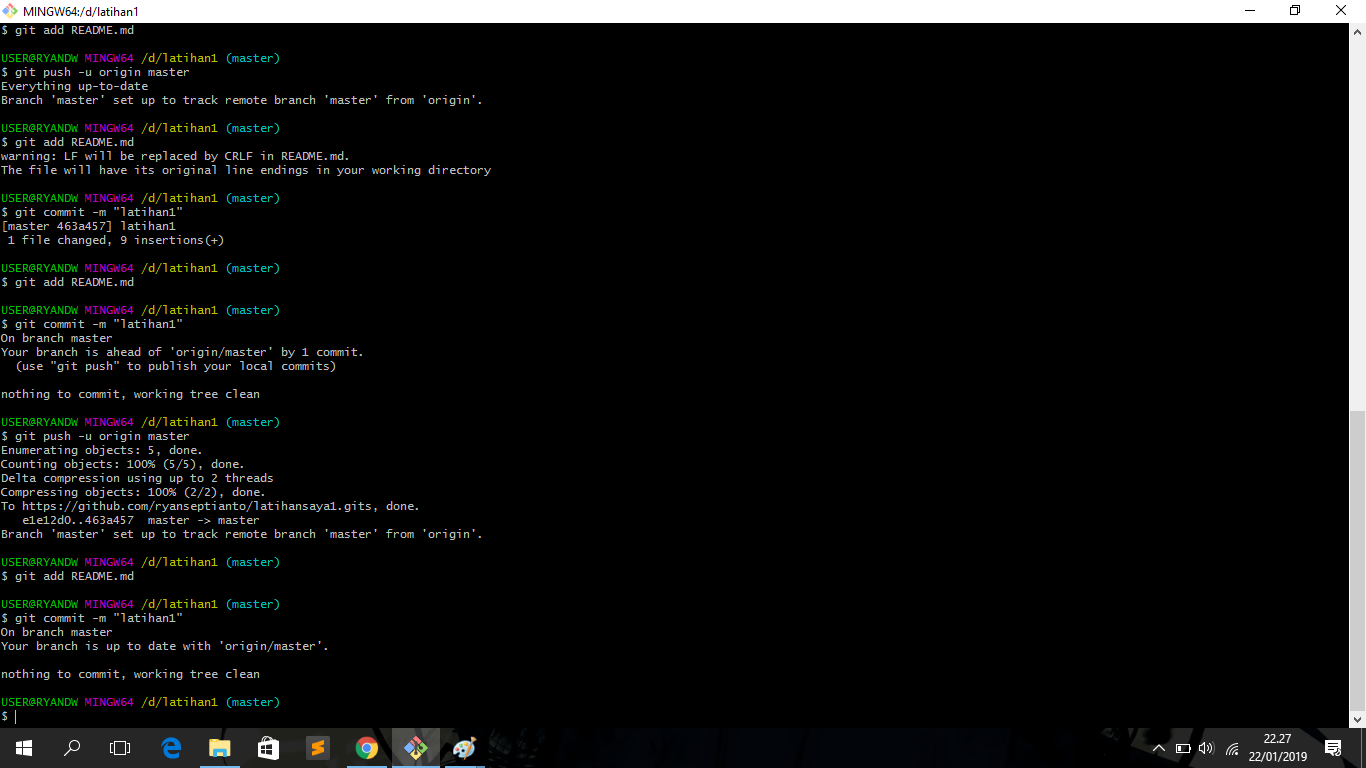 MINGW64:/d/latihan1
$ git add README.md
USER@RYANDW MINGW64 /d/latihan1 (master)
$ git push -u origin master
Everything up-to-date
Branch 'master' set up to track remote branch 'master' from 'origin'.
USER@RYANDW MINGW64 /d/latihan1 (master)
$ git add README.md
warning: LF will be replaced by CRLF in README.md.
The file will have its original line endings in your working directory
USER@RYANDW MINGW64 /d/latihan1 (master)
$ git commit -m "latihan1"
[master 463a457] latihan1
 1 file changed, 9 insertions(+)
USER@RYANDW MINGW64 /d/latihan1 (master)
$ git add README.md
USER@RYANDW MINGW64 /d/latihan1 (master)
$ git commit -m "latihan1"
On branch master
Your branch is ahead of 'origin/master' by 1 commit.
  (use "git push" to publish your local commits)
nothing to commit, working tree clean
USER@RYANDW MINGW64 /d/latihan1 (master)
$ git push -u origin master
Enumerating objects: 5, done.
Counting objects: 100% (5/5), done.
Delta compression using up to 2 threads
Compressing objects: 100% (2/2), done.
To https://github.com/ryanseptianto/latihansaya1.gits, done.
   e1e12d0..463a457  master -> master
Branch 'master' set up to track remote branch 'master' from 'origin'.
USER@RYANDW MINGW64 /d/latihan1 (master)
$ git add README.md
USER@RYANDW MINGW64 /d/latihan1 (master)
$ git commit -m "latihan1"
On branch master
Your branch is up to date with 'origin/master'.
nothing to commit, working tree clean
USER@RYANDW MINGW64 /d/latihan1 (master)
$
22.27
22/01/2019